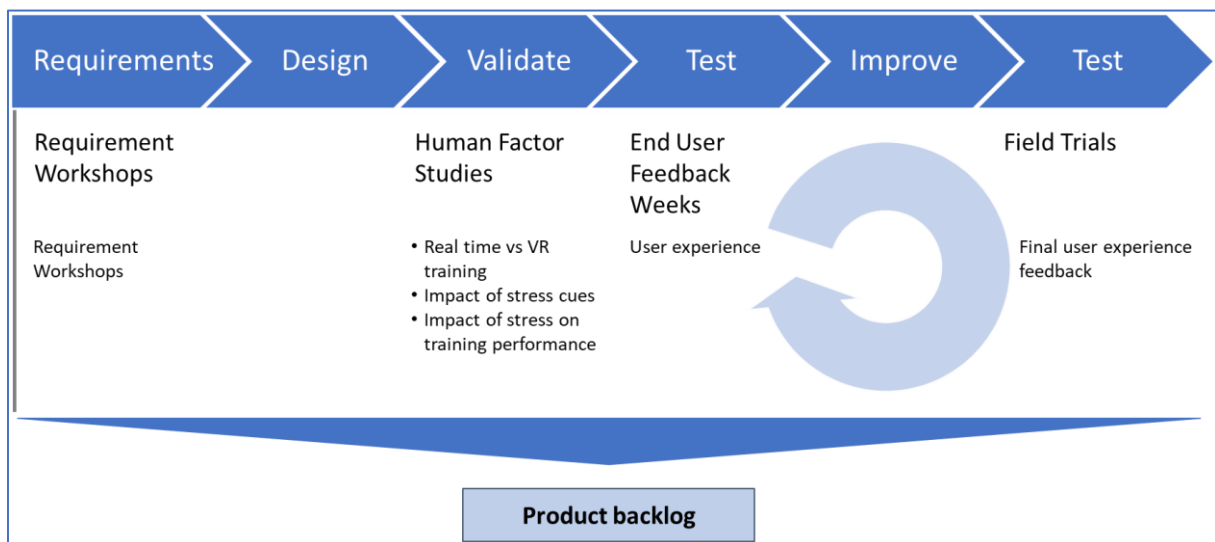 Requirements
Design
Validate
Test
Improve
Test
Requirement
Workshops
Human Factor
Studies
End User
Feedback
Weeks
Field Trials
Requirement
Workshops
• Real time vs VR
training
• Impact of stress cues
• Impact of stress on
training performance
User experience
Final user experience
feedback
Product backlog